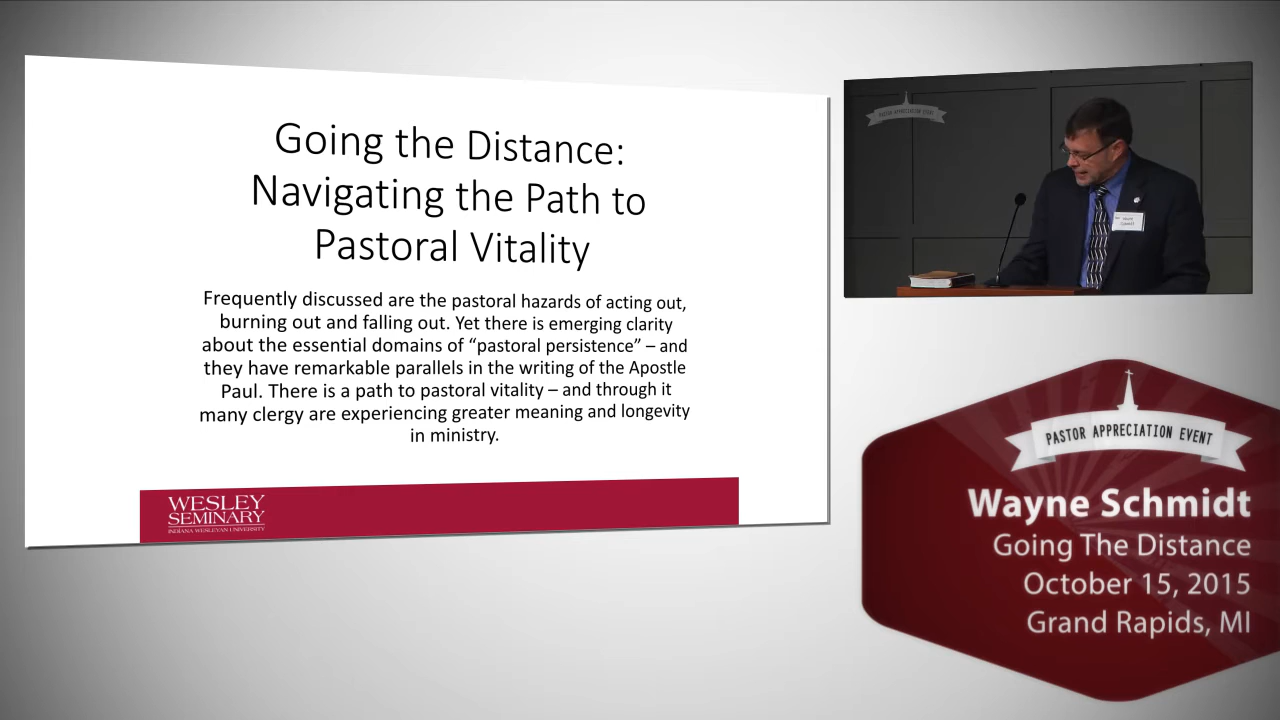 Going the Distance:
Navigating the Path to
Pastoral Vitality
Frequently discussed are the pastoral hazards of acting out,
burning out and falling out. Yet there is emerging clarity
about the essential domains of “pastoral persistence” – and
they have remarkable parallels in the writing of the Apostle
Paul. There is a path to pastoral vitality – and through it
many clergy are experiencing greater meaning and longevity
in ministry.
WESLEY
SEMINARY
INDIANA WESLEYAN UNIVERSITY
PASTOR APPRECIATION EVENT
PASTOR APPRECIATION EVENT
Wayne Schmidt
Going The Distance
October 15, 2015
Grand Rapids, MI